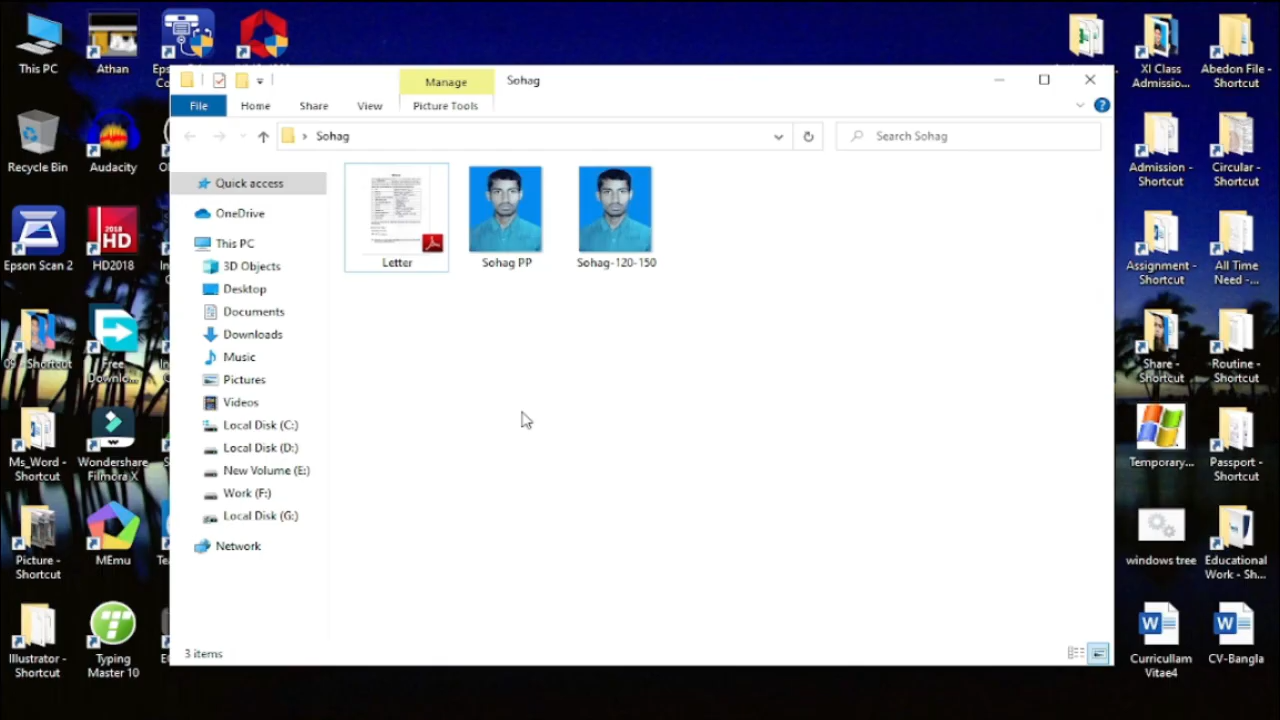 This PC
Athan
XI Class
Admissio...
Abedon File -
Shortcut
Manage
Sohag
File
Home
Share
View
Picture Tools
Sohag
Search Sohag
Recycle Bin
Audacity
Admission -
Shortcut
Circular -
Shortcut
Quick access
OneDrive
This PC
3D Objects
Desktop
Documents
Downloads
Music
Pictures
Videos
Local Disk (C:)
Local Disk (D:)
New Volume (E:)
Work (F:)
Local Disk (G:)
Network
Letter
Sohag PP
Sohag-120-150
2018
HD
Epson Scan 2
HD2018
Assignment -
Shortcut
All Time
Need -...
09 - Shortcut
Free
Downlo...
Share -
Shortcut
Routine -
Shortcut
Ms_Word -
Shortcut
Wondershare
Filmora X
Temporary...
Passport -
Shortcut
Picture -
Shortcut
MEmu
windows tree
Educational
Work - Sh...
Illustrator -
Shortcut
Typing
Master 10
3 items
Curricullam
Vitae4
CV-Bangla